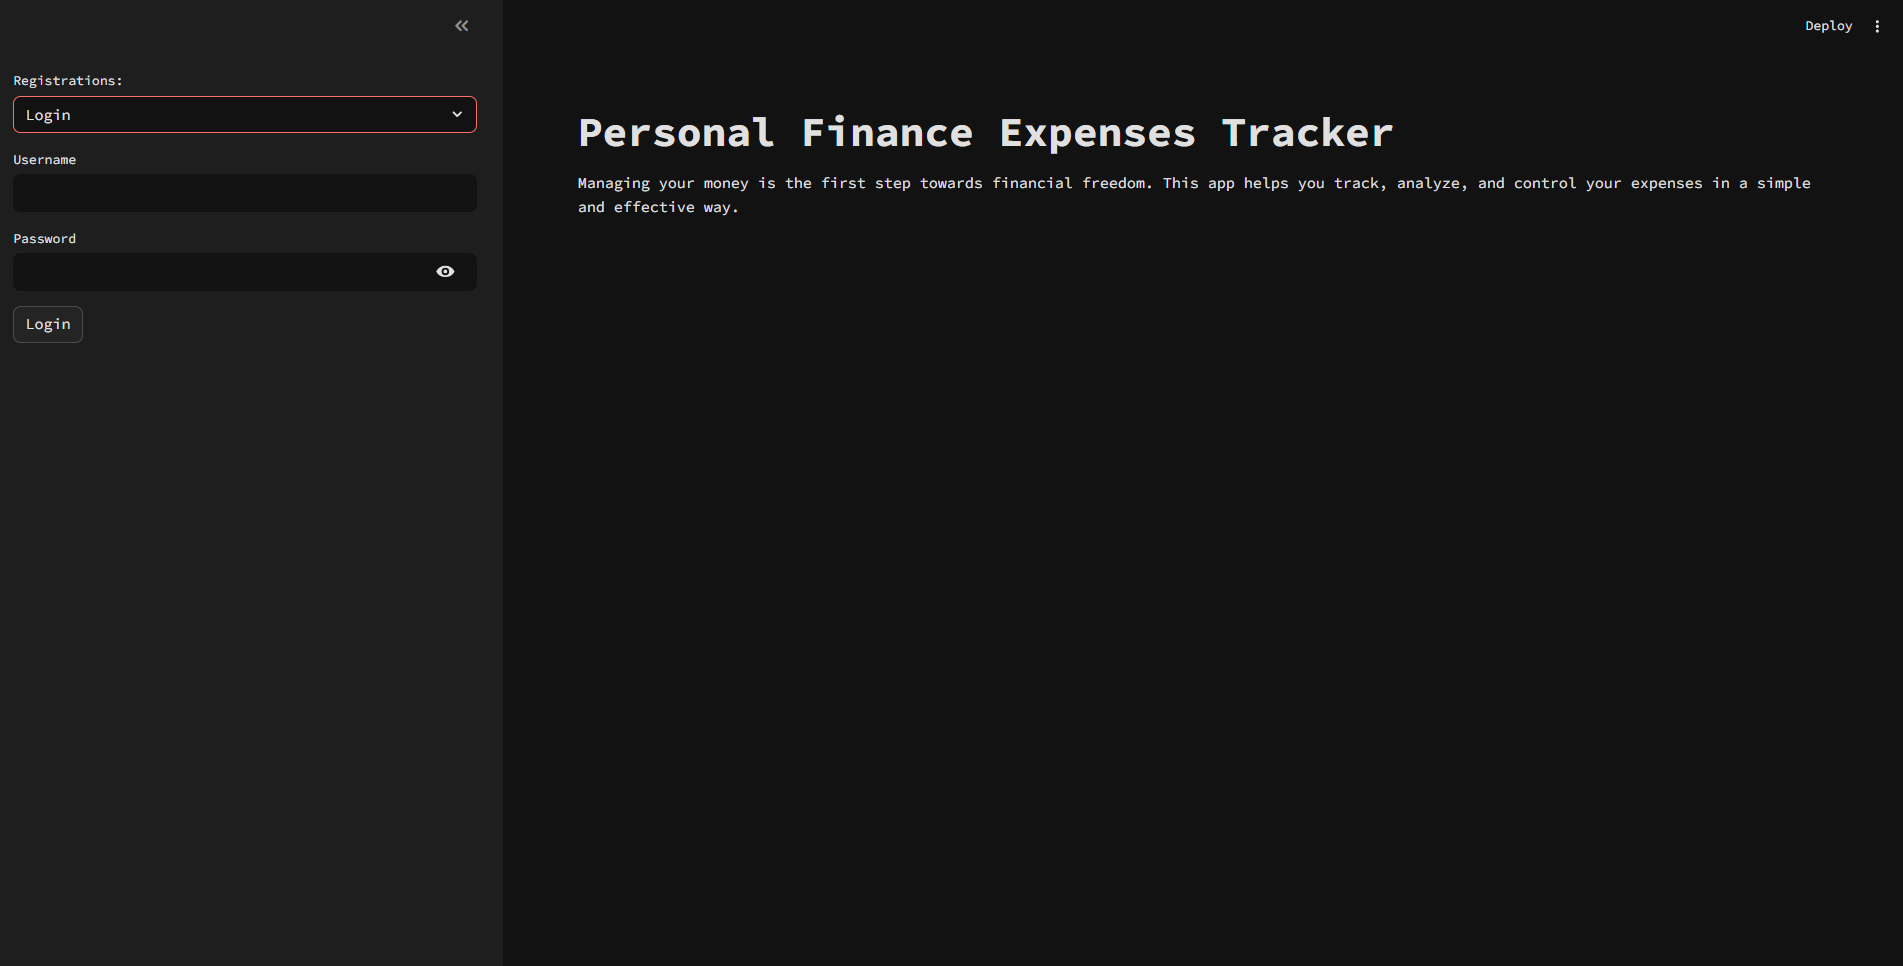 Registrations:
Login
Username
Password
Login
Deploy
Personal Finance Expenses Tracker
Managing your money is the first step towards financial freedom. This app helps you track, analyze, and control your expenses in a simple
and effective way.